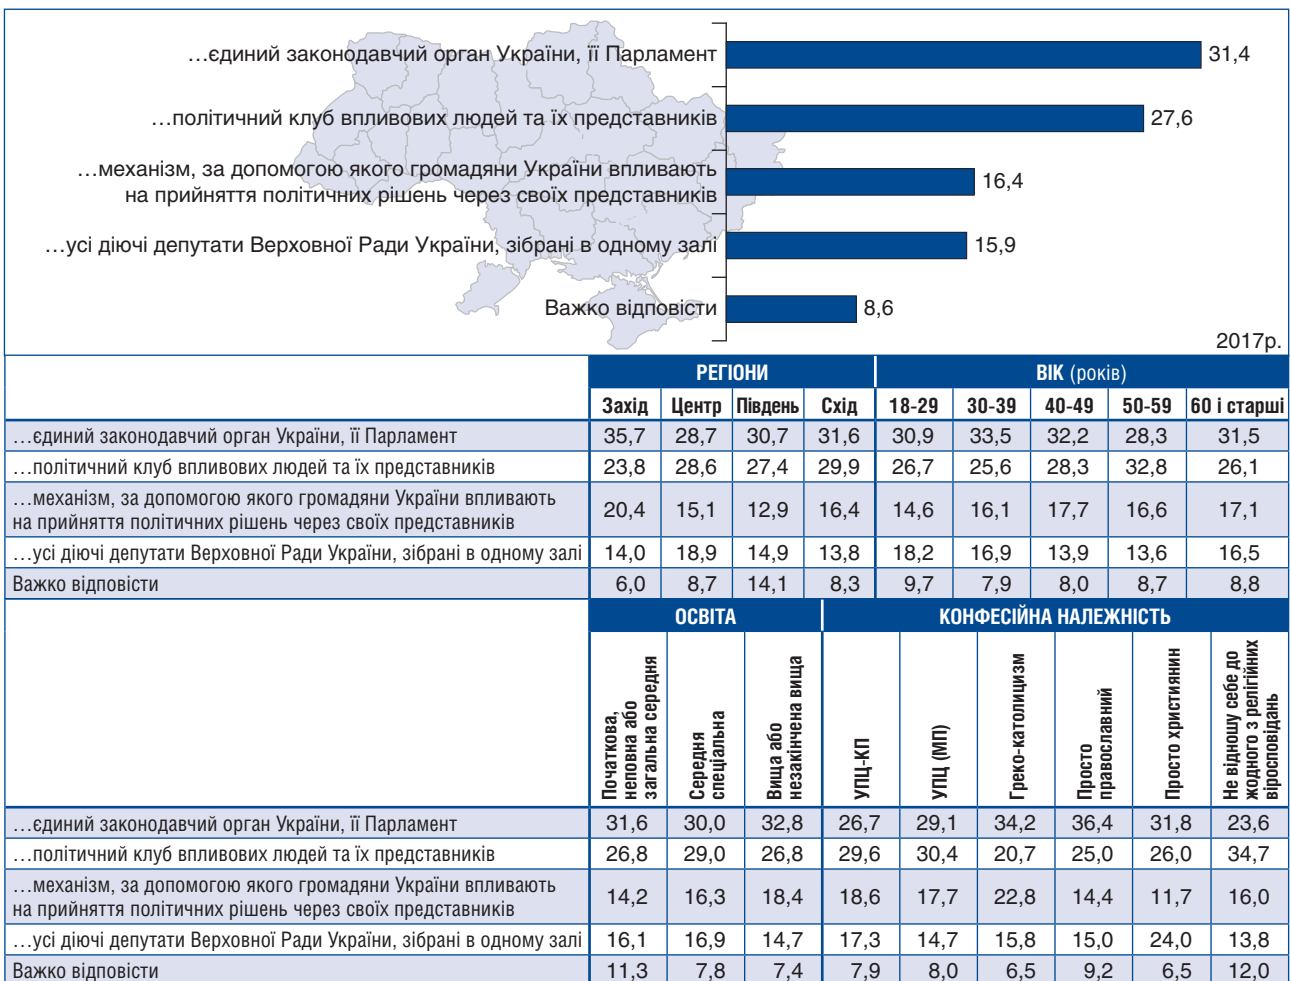 …єдиний законодавчий орган України, її Парламент 31,4
…політичний клуб впливових людей та їх представників 27,6
…механізм, за допомогою якого громадяни України впливають
на прийняття політичних рішень через своїх представників 16,4
…усі діючі депутати Верховної Ради України, зібрані в одному залі 15,9
Важко відповісти 8,6
2017р.
РЕГІОНИ ВІК (років)
Захід Центр Південь Схід 18-29 30-39 40-49 50-59 60 і старші
…єдиний законодавчий орган України, її Парламент 35,7 28,7 30,7 31,6 30,9 33,5 32,2 28,3 31,5
…політичний клуб впливових людей та їх представників 23,8 28,6 27,4 29,9 26,7 25,6 28,3 32,8 26,1
…механізм, за допомогою якого громадяни України впливають
на прийняття політичних рішень через своїх представників 20,4 15,1 12,9 16,4 14,6 16,1 17,7 16,6 17,1
…усі діючі депутати Верховної Ради України, зібрані в одному залі 14,0 18,9 14,9 13,8 18,2 16,9 13,9 13,6 16,5
Важко відповісти 6,0 8,7 14,1 8,3 9,7 7,9 8,0 8,7 8,8
ОСВІТА КОНФЕСІЙНА НАЛЕЖНІСТЬ
Початкова,
неповна або
загальна середня
Середня
спеціальна
Вища або
незакінчена вища
УПЦ-КП
УПЦ (МП)
Греко-католицизм
Просто
православний
Просто християнин
Не відношу себе до
жодного з релігійних
віросповідань
…єдиний законодавчий орган України, її Парламент 31,6 30,0 32,8 26,7 29,1 34,2 36,4 31,8 23,6
…політичний клуб впливових людей та їх представників 26,8 29,0 26,8 29,6 30,4 20,7 25,0 26,0 34,7
…механізм, за допомогою якого громадяни України впливають
на прийняття політичних рішень через своїх представників 14,2 16,3 18,4 18,6 17,7 22,8 14,4 11,7 16,0
…усі діючі депутати Верховної Ради України, зібрані в одному залі 16,1 16,9 14,7 17,3 14,7 15,8 15,0 24,0 13,8
Важко відповісти 11,3 7,8 7,4 7,9 8,0 6,5 9,2 6,5 12,0